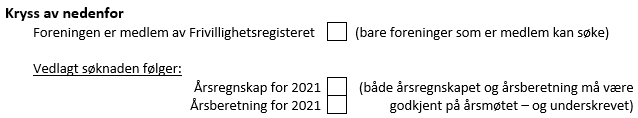 Kryss av nedenfor
Foreningen er medlem av Frivillighetsregisteret (bare foreninger som er medlem kan søke)
Vedlagt søknaden følger:
Årsregnskap for 2021 (både årsregnskapet og årsberetning må være
Årsberetning for 2021 godkjent på årsmøtet – og underskrevet)